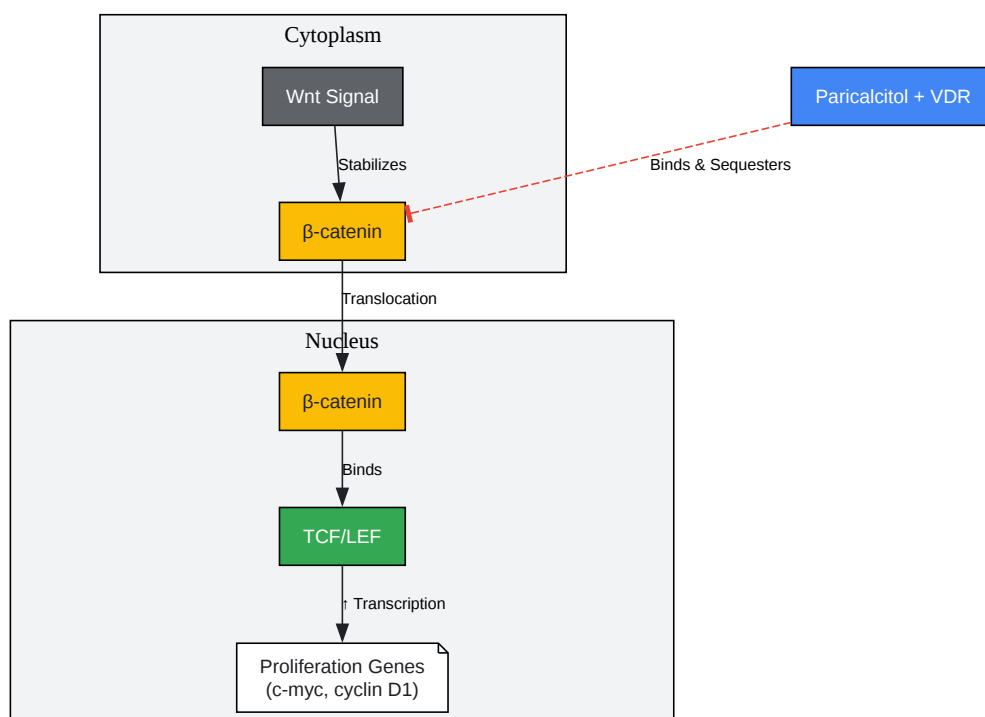 Cytoplasm
Wnt Signal
Paricalcitol + VDR
Stabilizes
Binds & Sequesters
β-catenin
Translocation
Nucleus
β-catenin
Binds
TCF/LEF
↑ Transcription
Proliferation Genes
(c-myc, cyclin D1)